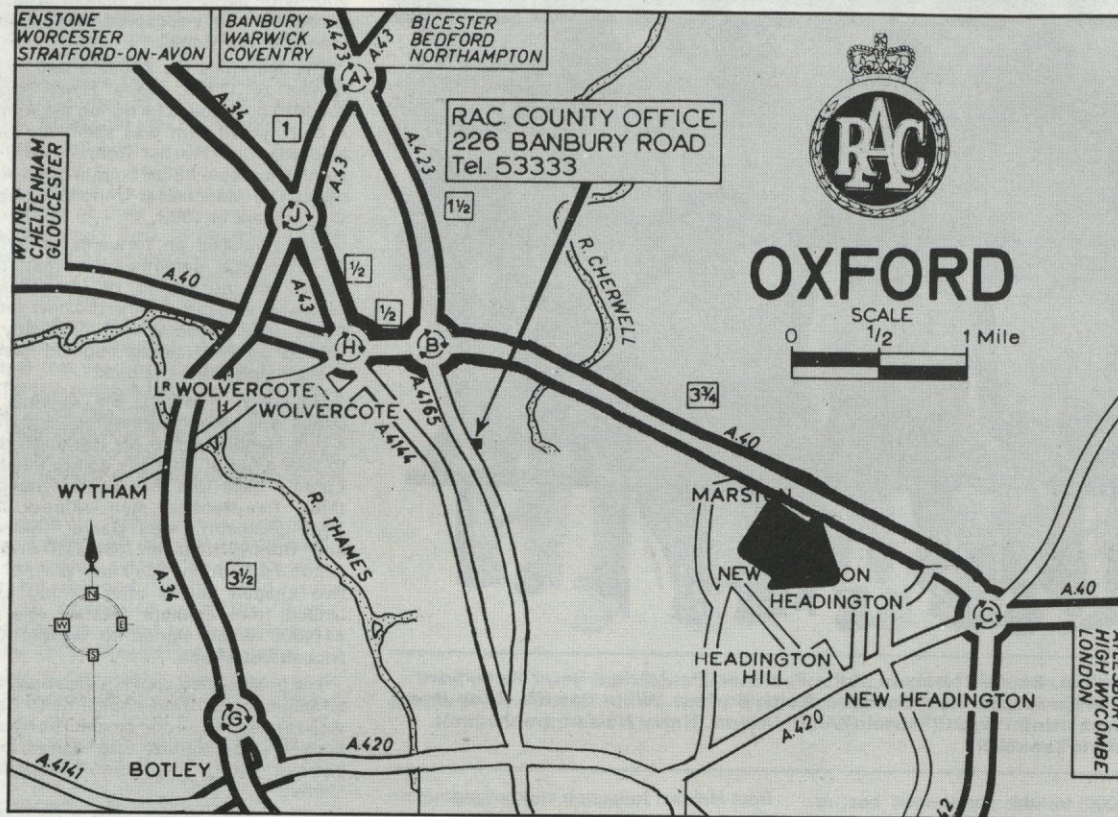 ENSTONE
WORCESTER
STRATFORD-ON-AVON
BANBURY
WARWICK
COVENTRY
A.423
A.43
BICESTER
BEDFORD
NORTHAMPTON
A
RAC
OXFORD
SCALE
0 1/2 1 Mile
RAC. COUNTY OFFICE
226 BANBURY ROAD
Tel. 53333
A.34
1
A.43
A.423
1½
J
WITNEY
CHELTENHAM
GLOUCESTER
A.40
A.43
½
½
H
B
R. CHERWELL
LR WOLVERCOTE
WOLVERCOTE
A.4144
A.4165
3¾
A.40
WYTHAM
R. THAMES
MARSTON
NEW
ON
HEADINGTON
C
A.40
HIGH WYCOMBE
LONDON
N
W
E
S
A.34
3½
HEADINGTON
HILL
NEW HEADINGTON
A.420
G
BOTLEY
A.420
A.4141